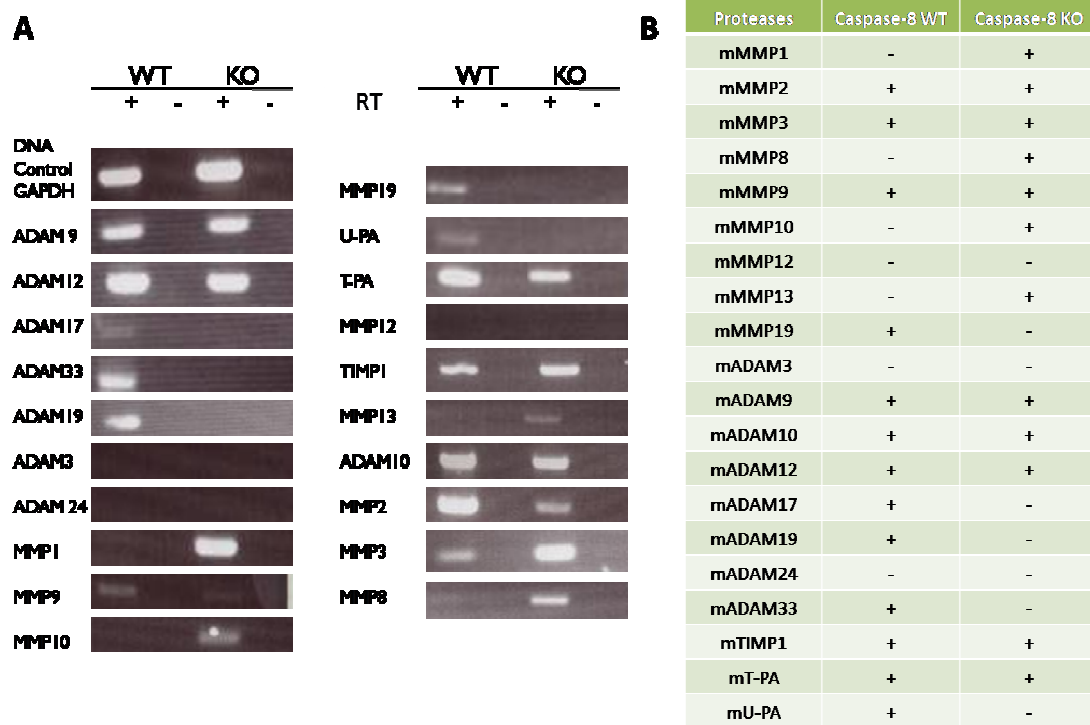 A
WT KO
+ - + -
DNA
Control
GAPDH
ADAM 9
ADAM12
ADAM17
ADAM33
ADAM19
ADAM3
ADAM 24
MMP1
MMP9
MMP10
WT KO
RT + - + -
MMP19
U-PA
T-PA
MMP12
TIMP1
MMP13
ADAM10
MMP2
MMP3
MMP8
B
Proteases Caspase-8 WT Caspase-8 KO
mMMP1 - +
mMMP2 + +
mMMP3 + +
mMMP8 - +
mMMP9 + +
mMMP10 - +
mMMP12 - -
mMMP13 - +
mMMP19 + -
mADAM3 - -
mADAM9 + +
mADAM10 + +
mADAM12 + +
mADAM17 + -
mADAM19 + -
mADAM24 - -
mADAM33 + -
mTIMP1 + +
mT-PA + +
mU-PA + -